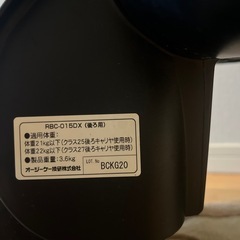 RBC-015DX（後ろ用）
●適用体重:
体重21kg以下（クラス25後ろキャリヤ使用時）
体重22kg以下（クラス27後ろキャリヤ使用時）
●製品重量:3.6kg
オージーケー技研株式会社
LOT. No
BCKG20